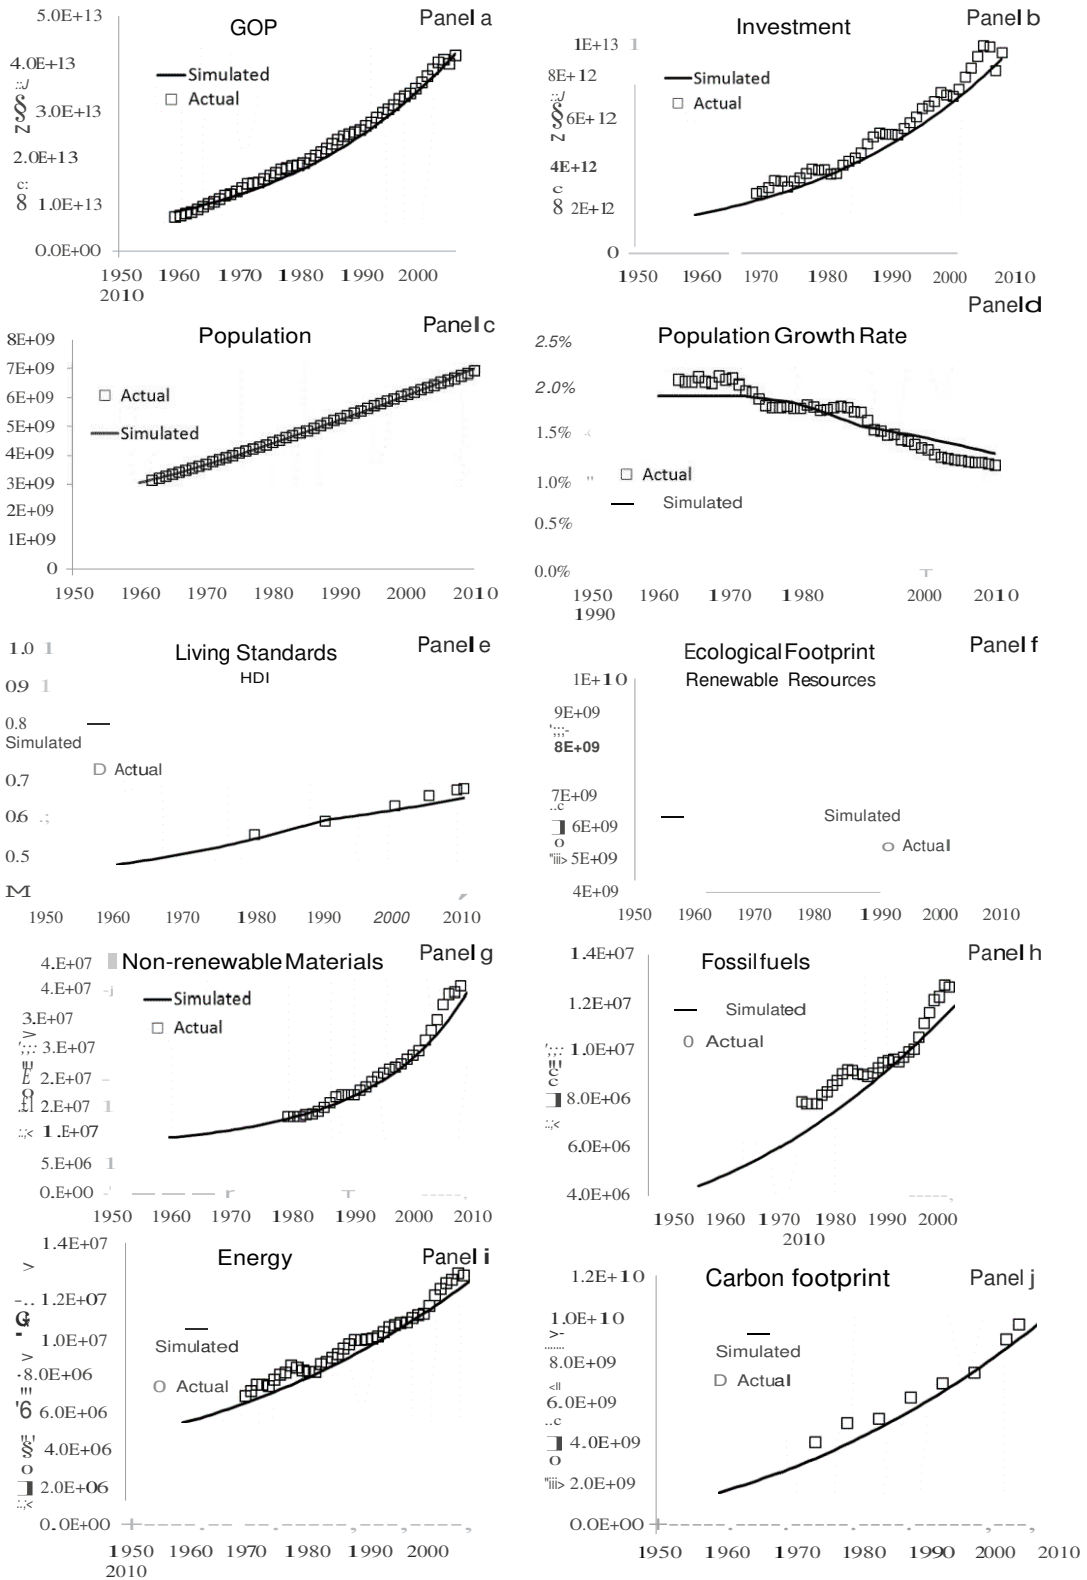 Panel a
GOP
5.0E+13
4.0E+13
3.0E+13
2.0E+13
1.0E+13
0.0E+00
Simulated
Actual
1950 1960 1970 1980 1990 2000
2010
Panel b
Investment
1E+13
8E+12
6E+12
4E+12
2E+12
0
Simulated
Actual
1950 1960 1970 1980 1990 2000 2010
Panel c
Population
8E+09
7E+09
6E+09
5E+09
4E+09
3E+09
2E+09
1E+09
0
Actual
Simulated
1950 1960 1970 1980 1990 2000 2010
Panel d
Population Growth Rate
2.5%
2.0%
1.5%
1.0%
0.5%
0.0%
Actual
Simulated
1950 1960 1970 1980 2000 2010
1990
Panel e
Living Standards
HDI
1.0
0.9
0.8
Simulated
D Actual
0.7
0.6
0.5
M
1950 1960 1970 1980 1990 2000 2010
Panel f
Ecological Footprint
Renewable Resources
1E+10
9E+09
8E+09
7E+09
6E+09
5E+09
4E+09
Simulated
o Actual
1950 1960 1970 1980 1990 2000 2010
Panel g
Non-renewable Materials
4.E+07
4.E+07
3.E+07
3.E+07
2.E+07
2.E+07
1.E+07
5.E+06
0.E+00
Simulated
Actual
1950 1960 1970 1980 1990 2000 2010
Panel h
Fossil fuels
1.4E+07
1.2E+07
1.0E+07
8.0E+06
6.0E+06
4.0E+06
Simulated
0 Actual
1950 1960 1970 1980 1990 2000
2010
Panel i
Energy
1.4E+07
1.2E+07
1.0E+07
8.0E+06
6.0E+06
4.0E+06
2.0E+06
0.0E+00
Simulated
O Actual
1950 1960 1970 1980 1990 2000
2010
Panel j
Carbon footprint
1.2E+10
1.0E+10
8.0E+09
6.0E+09
4.0E+09
2.0E+09
0.0E+00
Simulated
D Actual
1950 1960 1970 1980 1990 2000 2010